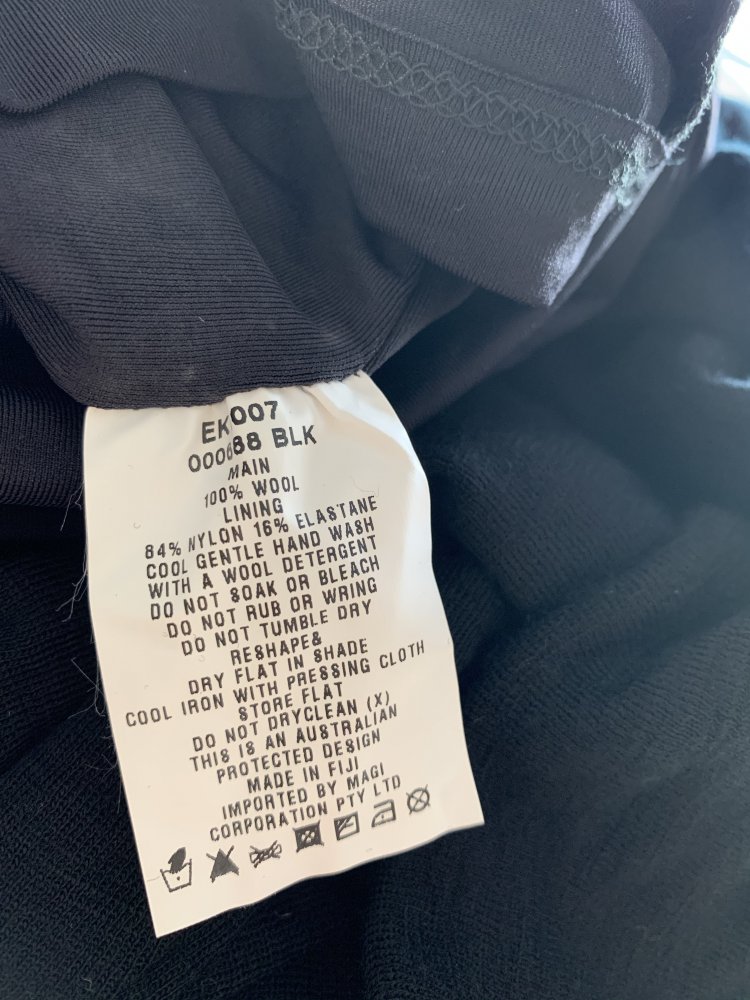 EK007
000688 BLK
MAIN
100% WOOL
LINING
84% NYLON 16% ELASTANE
COOL GENTLE HAND WASH
WITH A WOOL DETERGENT
DO NOT SOAK OR BLEACH
DO NOT RUB OR WRING
DO NOT TUMBLE DRY
RESHAPE&
DRY FLAT IN SHADE
COOL IRON WITH PRESSING CLOTH
STORE FLAT
DO NOT DRYCLEAN (X)
THIS IS AN AUSTRALIAN
PROTECTED DESIGN
MADE IN FIJI
IMPORTED BY MAGI
CORPORATION PTY LTD